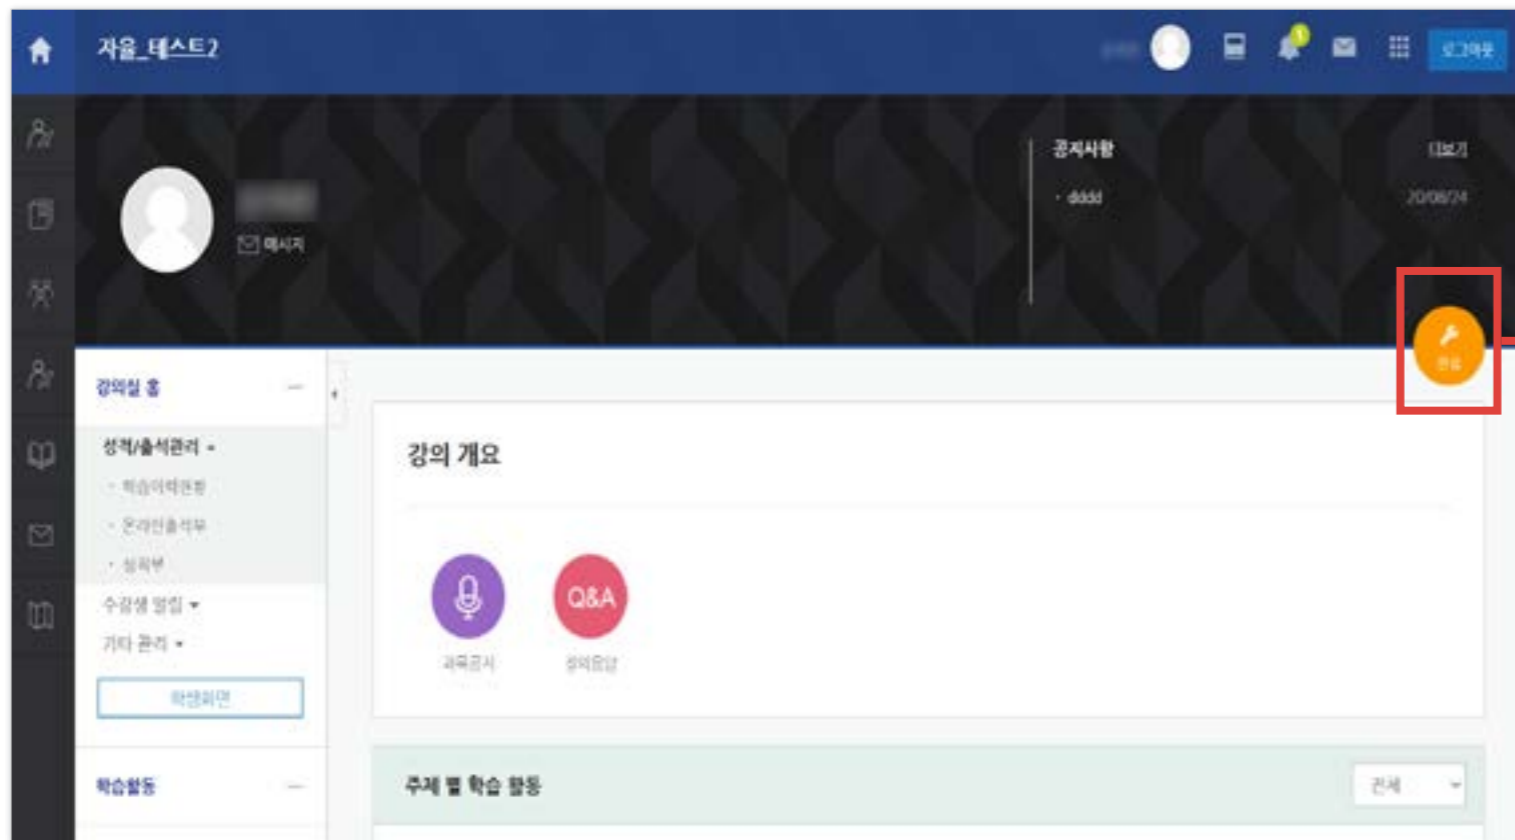 자율_테스트2
1
로그아웃
공지사항
더보기
· dddd
20/08/24
메시지
편집
강의실 홈
성적/출석관리
· 학습이력현황
· 온라인출석부
· 성적부
수강생 알림
기타 관리
학생화면
강의 개요
Q&A
과목공지
질의응답
학습활동
주제 별 학습 활동
전체